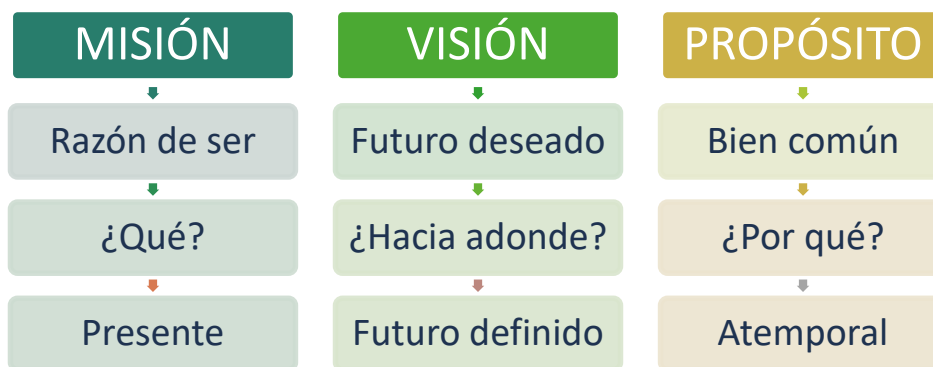 MISIÓN
Razón de ser
¿Qué?
Presente
VISIÓN
Futuro deseado
¿Hacia adonde?
Futuro definido
PROPÓSITO
Bien común
¿Por qué?
Atemporal